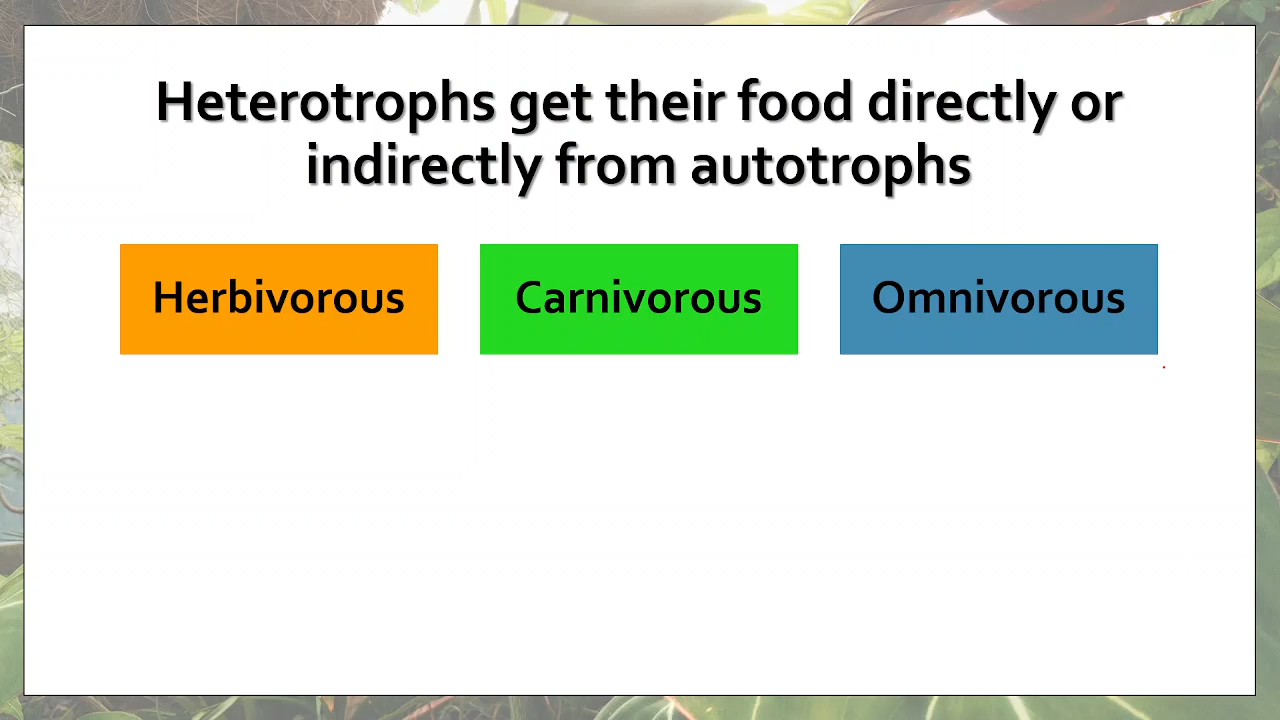 Heterotrophs get their food directly or
indirectly from autotrophs
Herbivorous
Carnivorous
Omnivorous